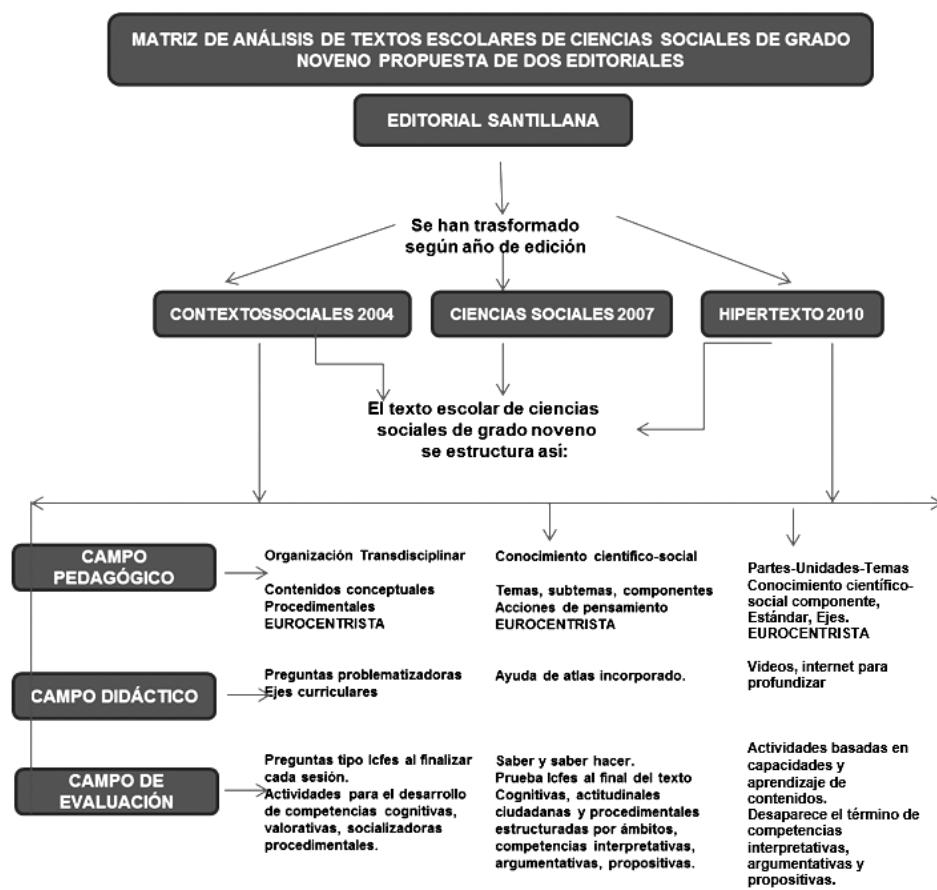 MATRIZ DE ANÁLISIS DE TEXTOS ESCOLARES DE CIENCIAS SOCIALES DE GRADO
NOVENO PROPUESTA DE DOS EDITORIALES
EDITORIAL SANTILLANA
Se han trasformado
según año de edición
CONTEXTOSSOCIALES 2004
CIENCIAS SOCIALES 2007
HIPERTEXTO 2010
El texto escolar de ciencias
sociales de grado noveno
se estructura así:
CAMPO
PEDAGÓGICO
Organización Transdisciplinar
Contenidos conceptuales
Procedimentales
EUROCENTRISTA
Conocimiento científico-social
Temas, subtemas, componentes
Acciones de pensamiento
EUROCENTRISTA
Partes-Unidades-Temas
Conocimiento científico-
social componente,
Estándar, Ejes.
EUROCENTRISTA
CAMPO DIDÁCTICO
Preguntas problematizadoras
Ejes curriculares
Ayuda de atlas incorporado.
Videos, internet para
profundizar
CAMPO DE
EVALUACIÓN
Preguntas tipo Icfes al finalizar
cada sesión.
Actividades para el desarrollo
de competencias cognitivas,
valorativas, socializadoras
procedimentales.
Saber y saber hacer.
Prueba Icfes al final del texto
Cognitivas, actitudinales
ciudadanas y procedimentales
estructuradas por ámbitos,
competencias interpretativas,
argumentativas, propositivas.
Actividades basadas en
capacidades y
aprendizaje de
contenidos.
Desaparece el término de
competencias
interpretativas,
argumentativas y
propositivas.